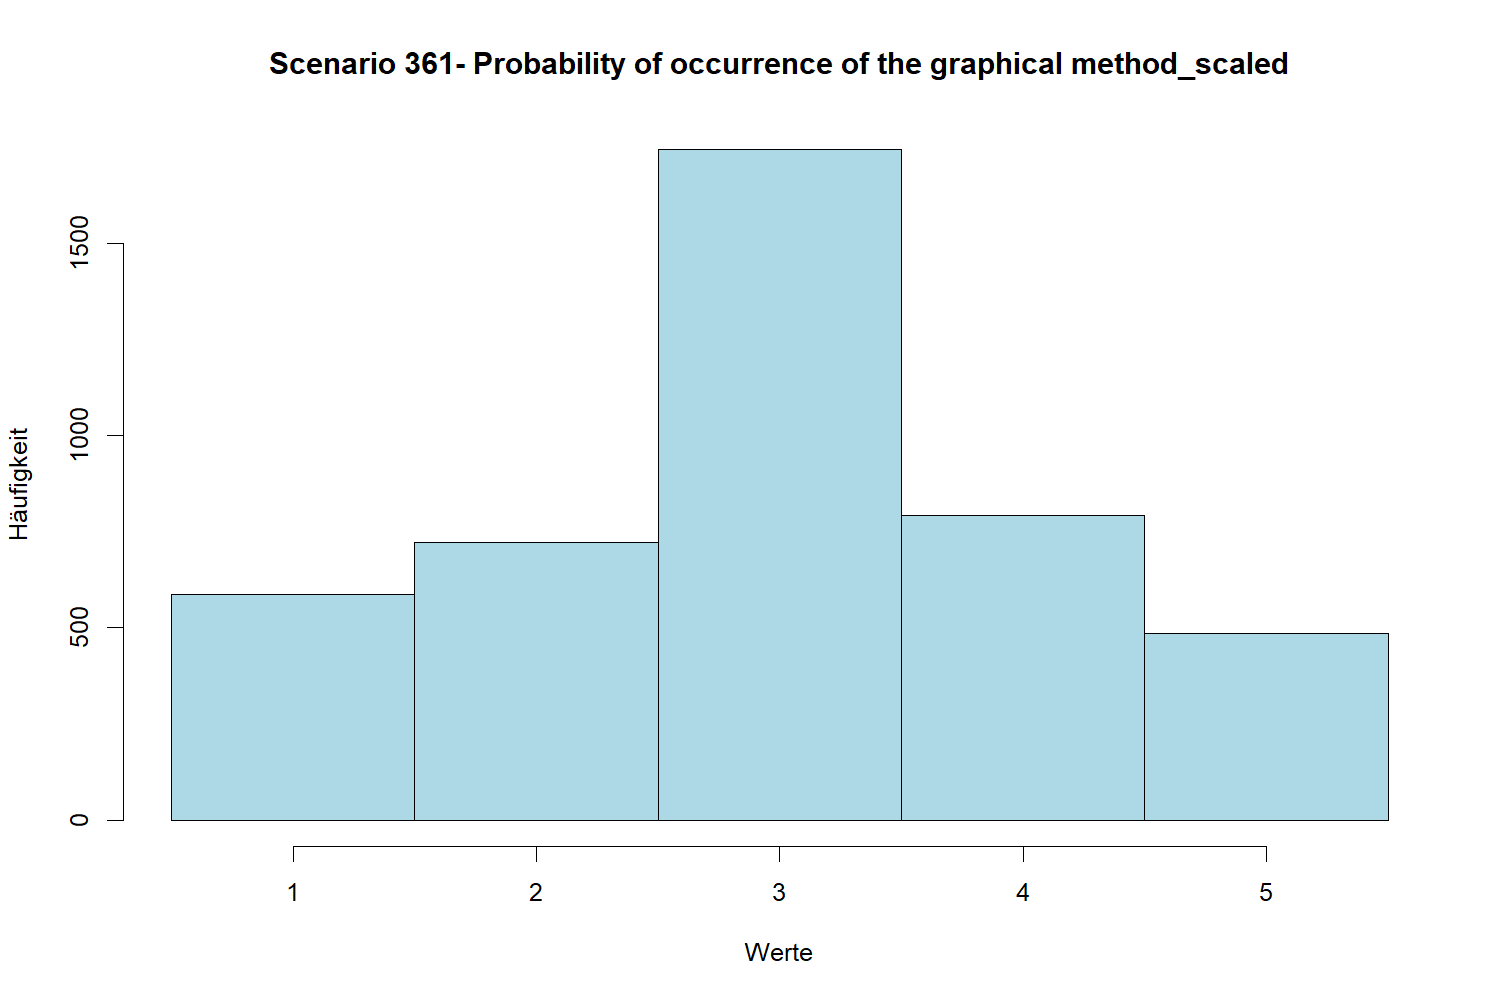 Scenario 361- Probability of occurrence of the graphical method_scaled
Häufigkeit
1500
1000
500
0
1 2 3 4 5
Werte